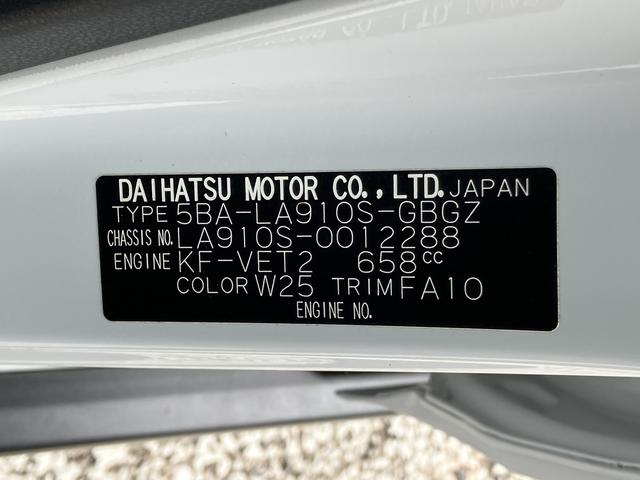 DAIHATSU MOTOR CO., LTD. JAPAN
TYPE 5BA-LA910S-GBGZ
CHASSIS NO. LA910S-0012288
ENGINE KF-VET2 658cc
COLOR W25 TRIM FA10
ENGINE NO.